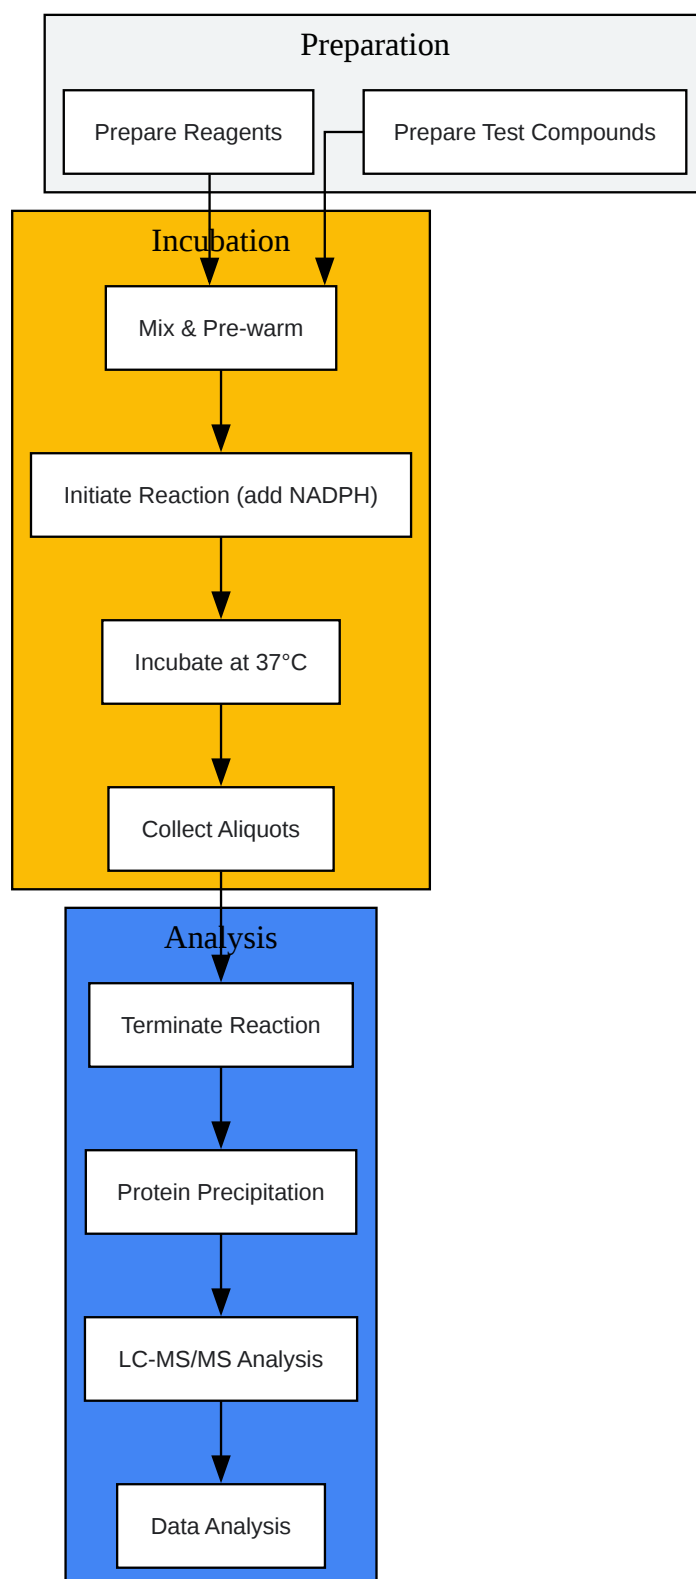 Preparation
Prepare Reagents
Prepare Test Compounds
Incubation
Mix & Pre-warm
Initiate Reaction (add NADPH)
Incubate at 37°C
Collect Aliquots
Analysis
Terminate Reaction
Protein Precipitation
LC-MS/MS Analysis
Data Analysis